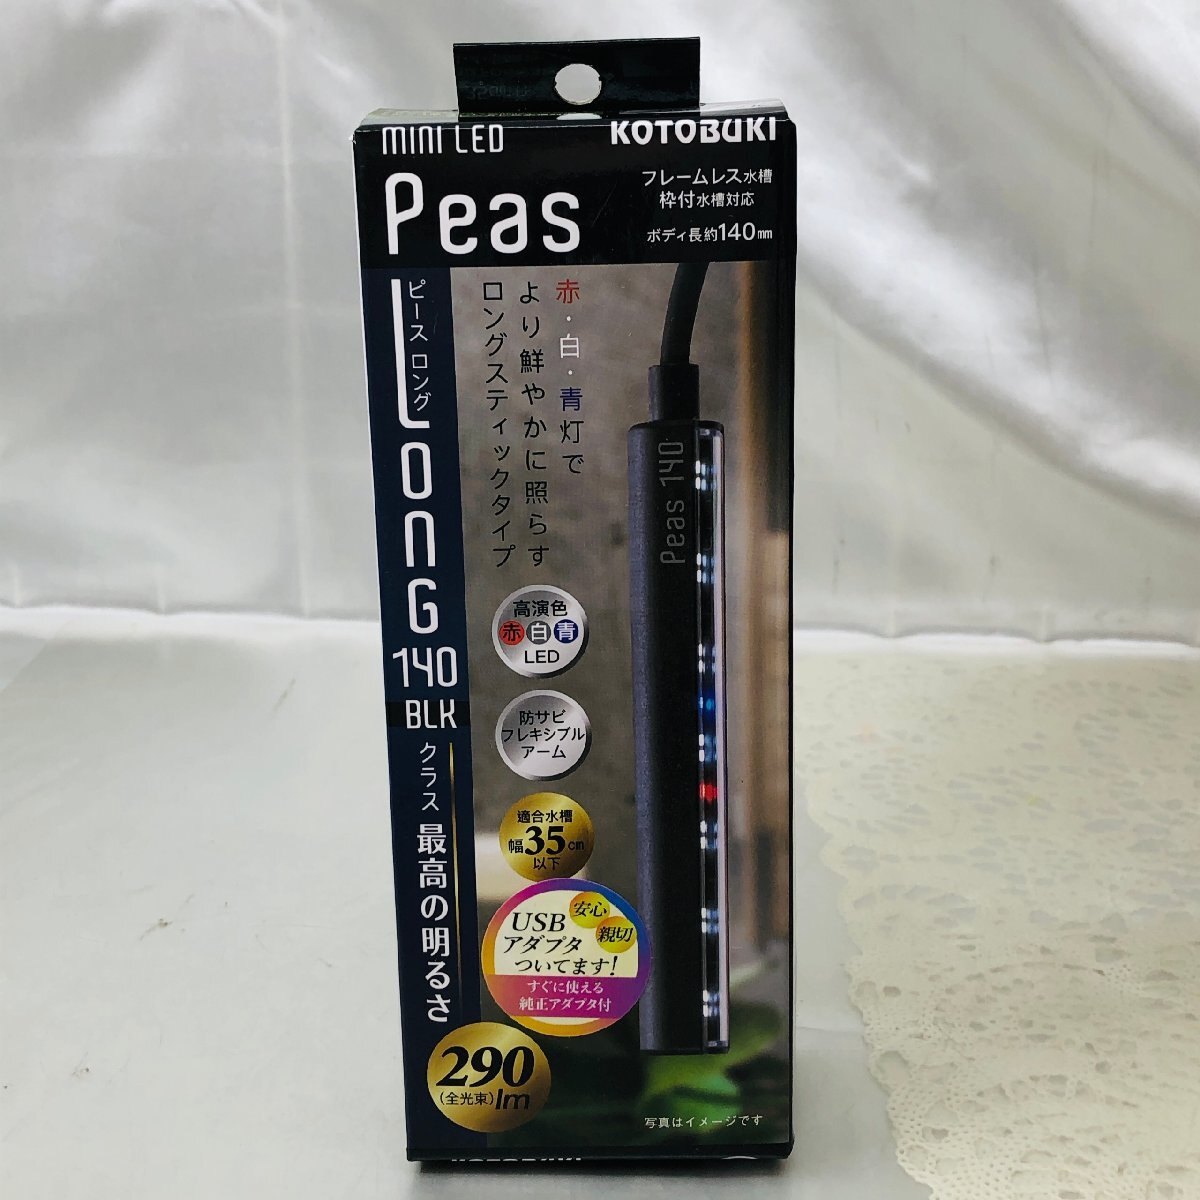 MINI LED
KOTOBUKI
Peas
フレームレス水槽
枠付水槽対応
ボディ長約140mm
ピース ロング
LONG
140
BLK
赤・白・青灯で
より鮮やかに照らす
ロングスティックタイプ
Peas 140
高演色
赤白青
LED
防サビ
フレキシブル
アーム
適合水槽
幅35cm
以下
クラス
最高の明るさ
安心
親切
USB
アダプタ
ついてます!
すぐに使える
純正アダプタ付
290
(全光束)lm
写真はイメージです
KOTOBUKI